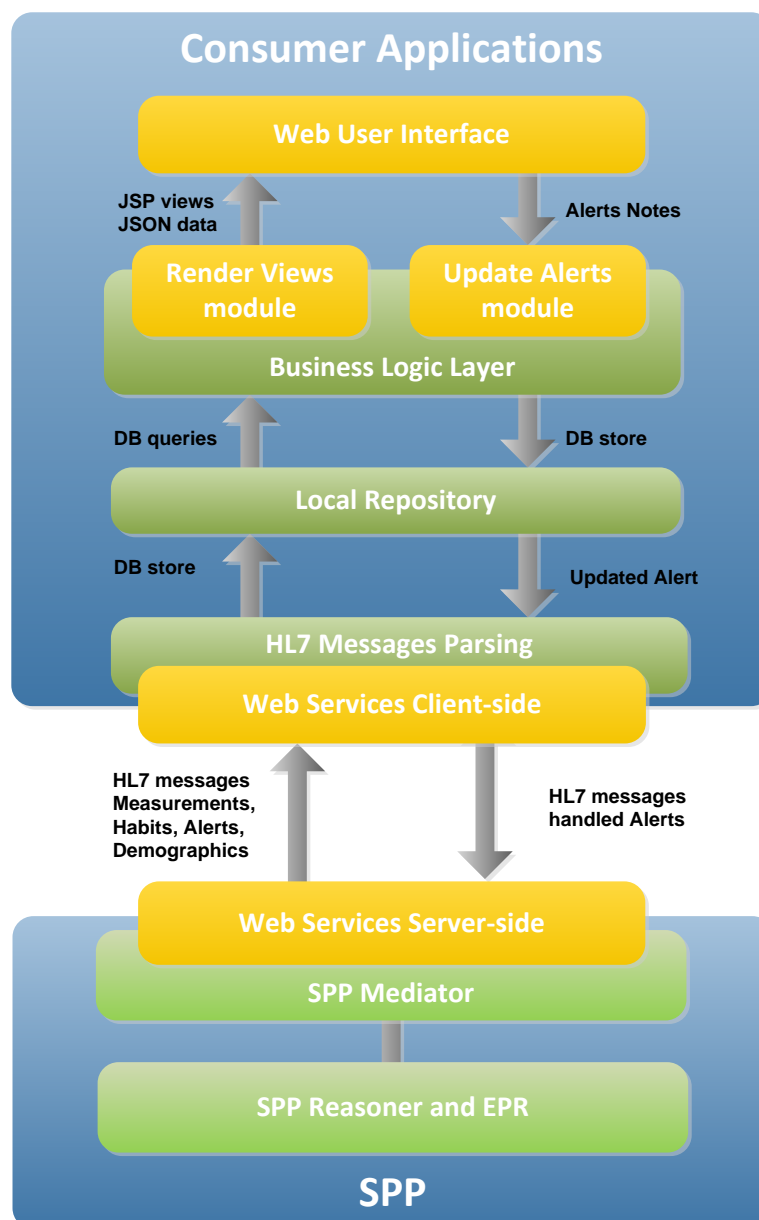 Consumer Applications
Web User Interface
JSP views
JSON data
Alerts Notes
Render Views
module
Update Alerts
module
Business Logic Layer
DB queries
DB store
Local Repository
DB store
Updated Alert
HL7 Messages Parsing
Web Services Client-side
HL7 messages
Measurements,
Habits, Alerts,
Demographics
HL7 messages
handled Alerts
Web Services Server-side
SPP Mediator
SPP Reasoner and EPR
SPP